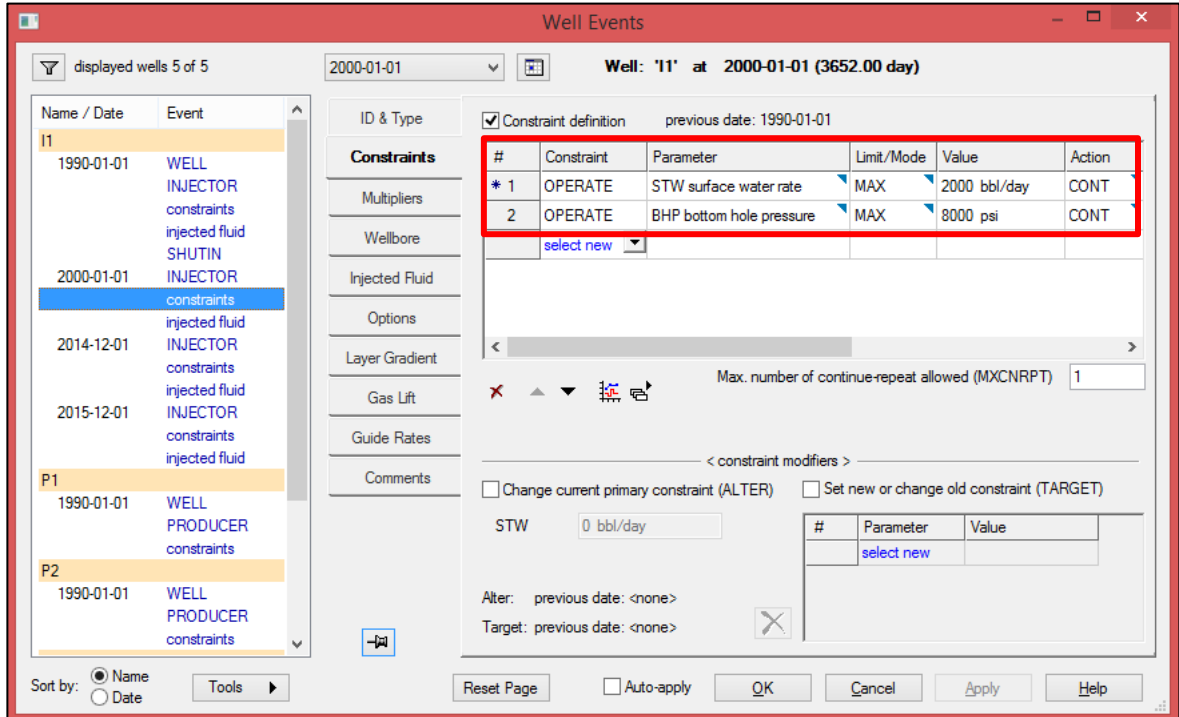 Well Events
displayed wells 5 of 5
2000-01-01
Well: 'I1' at 2000-01-01 (3652.00 day)
Name / Date Event
I1
1990-01-01 WELL
INJECTOR
constraints
injected fluid
SHUTIN
2000-01-01 INJECTOR
constraints
injected fluid
2014-12-01 INJECTOR
constraints
injected fluid
2015-12-01 INJECTOR
constraints
injected fluid
P1
1990-01-01 WELL
PRODUCER
constraints
P2
1990-01-01 WELL
PRODUCER
constraints
Sort by: Name
Date
Tools
ID & Type
Constraints
Multipliers
Wellbore
Injected Fluid
Options
Layer Gradient
Gas Lift
Guide Rates
Comments
Constraint definition previous date: 1990-01-01
# Constraint Parameter Limit/Mode Value Action
* 1 OPERATE STW surface water rate MAX 2000 bbl/day CONT
2 OPERATE BHP bottom hole pressure MAX 8000 psi CONT
select new
Max. number of continue-repeat allowed (MXCNRPT) 1
< constraint modifiers >
Change current primary constraint (ALTER)
STW 0 bbl/day
Set new or change old constraint (TARGET)
# Parameter Value
select new
Alter: previous date: <none>
Target: previous date: <none>
Reset Page
Auto-apply
OK
Cancel
Apply
Help